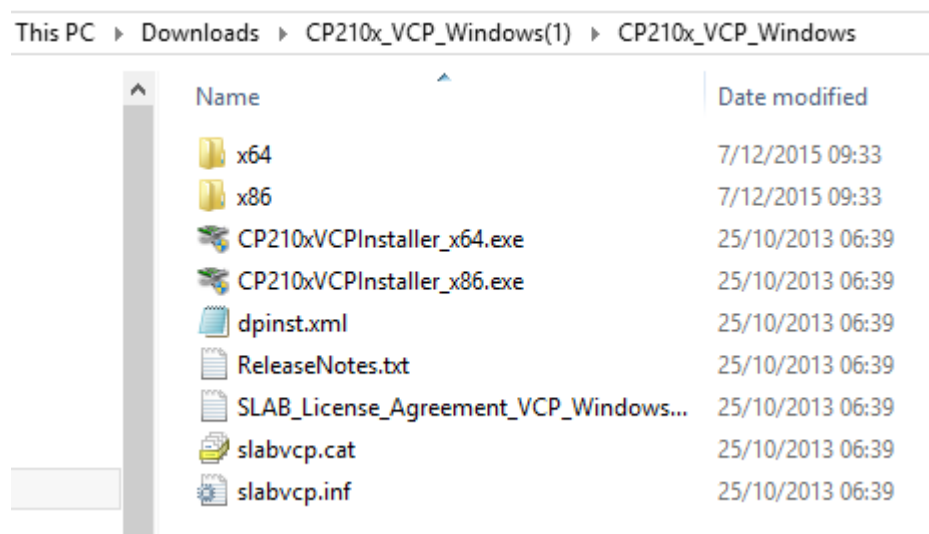 This PC Downloads CP210x_VCP_Windows(1) CP210x_VCP_Windows
Name Date modified
x64 7/12/2015 09:33
x86 7/12/2015 09:33
CP210xVCPInstaller_x64.exe 25/10/2013 06:39
CP210xVCPInstaller_x86.exe 25/10/2013 06:39
dpinst.xml 25/10/2013 06:39
ReleaseNotes.txt 25/10/2013 06:39
SLAB_License_Agreement_VCP_Windows... 25/10/2013 06:39
slabvcp.cat 25/10/2013 06:39
slabvcp.inf 25/10/2013 06:39